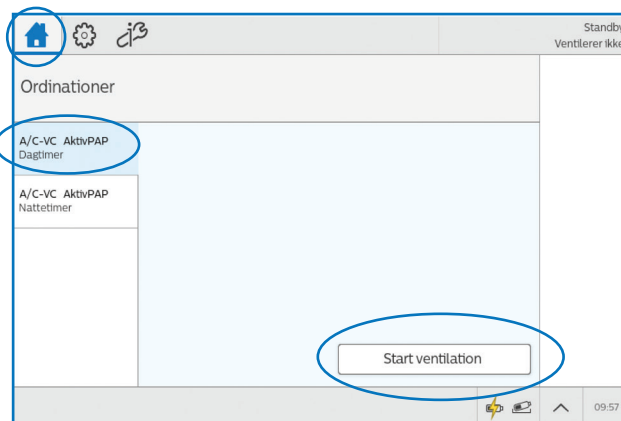 Standby
Ventilerer ikke
Ordinationer
A/C-VC AktivPAP
Dagtimer
A/C-VC AktivPAP
Nattetimer
Start ventilation
09:57